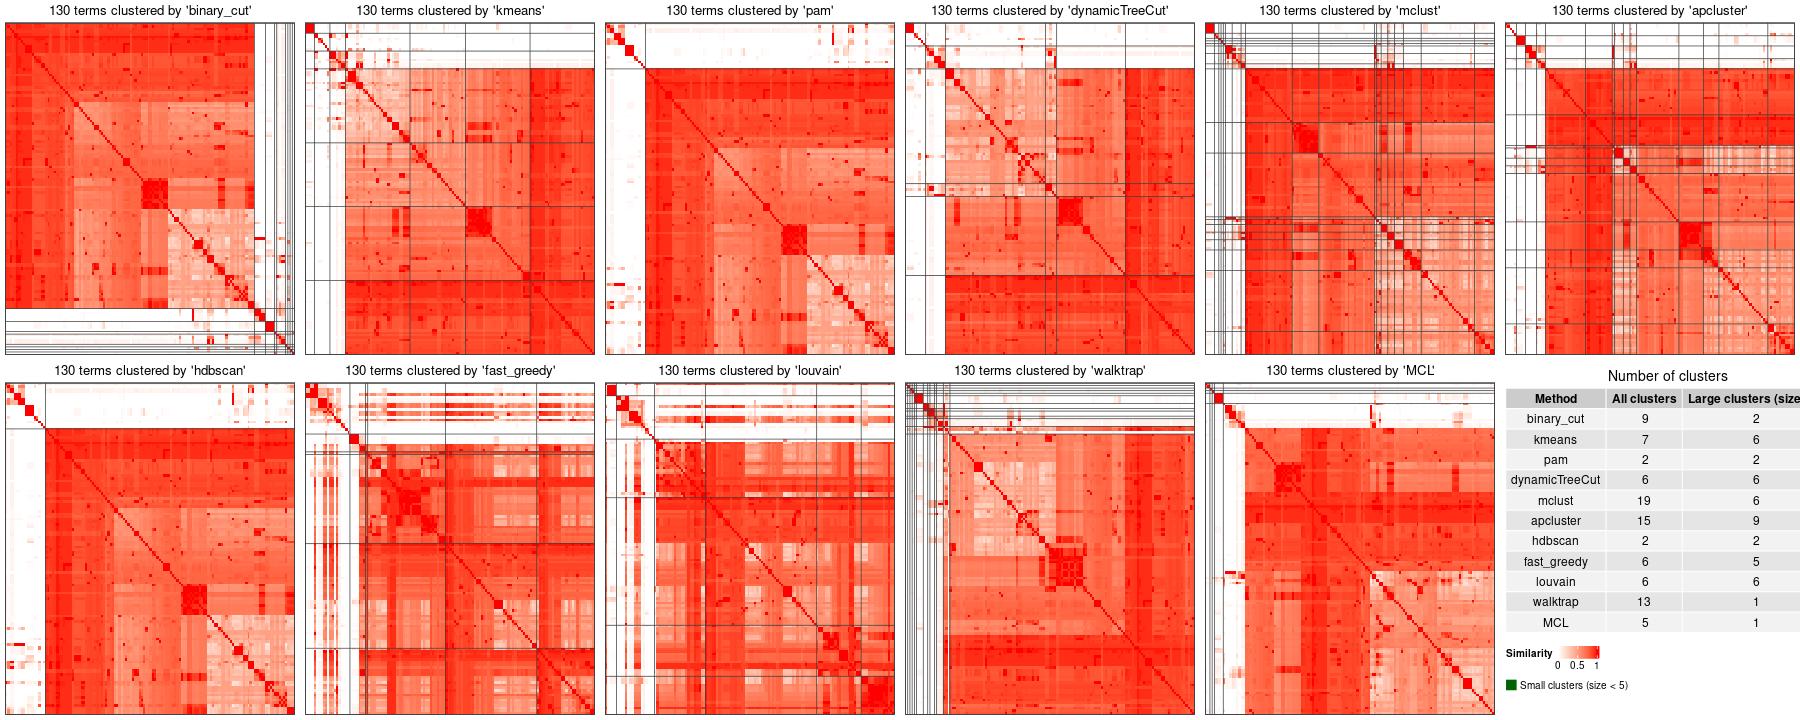 130 terms clustered by 'binary_cut'
130 terms clustered by 'kmeans'
130 terms clustered by 'pam'
130 terms clustered by 'dynamicTreeCut'
130 terms clustered by 'mclust'
130 terms clustered by 'apcluster'
130 terms clustered by 'hdbscan'
130 terms clustered by 'fast_greedy'
130 terms clustered by 'louvain'
130 terms clustered by 'walktrap'
130 terms clustered by 'MCL'
Number of clusters
Method All clusters Large clusters (size
binary_cut 9 2
kmeans 7 6
pam 2 2
dynamicTreeCut 6 6
mclust 19 6
apcluster 15 9
hdbscan 2 2
fast_greedy 6 5
louvain 6 6
walktrap 13 1
MCL 5 1
Similarity
0 0.5 1
Small clusters (size < 5)